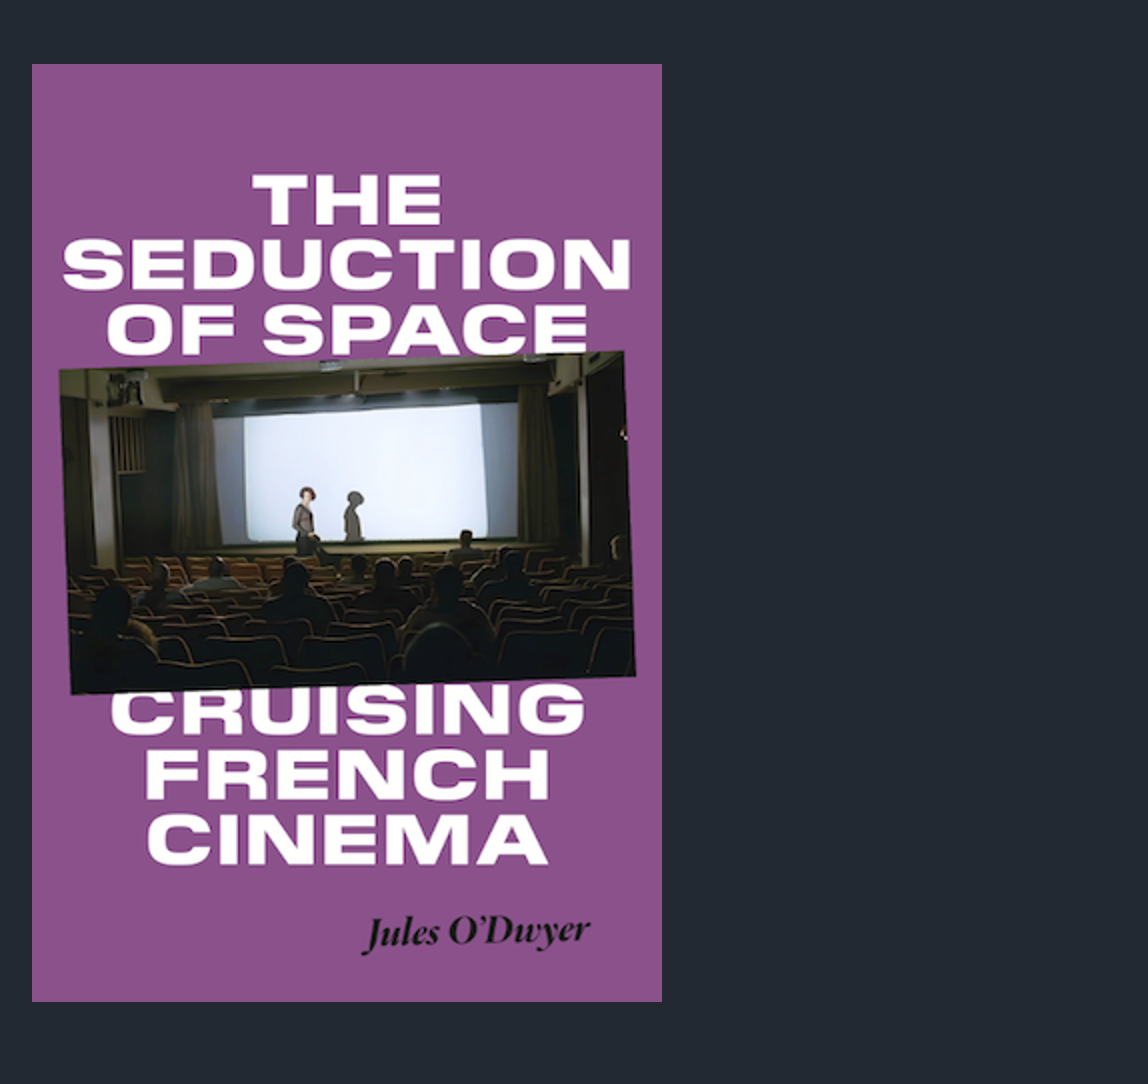 THE
SEDUCTION
OF SPACE
CRUISING
FRENCH
CINEMA
Jules O’Dwyer